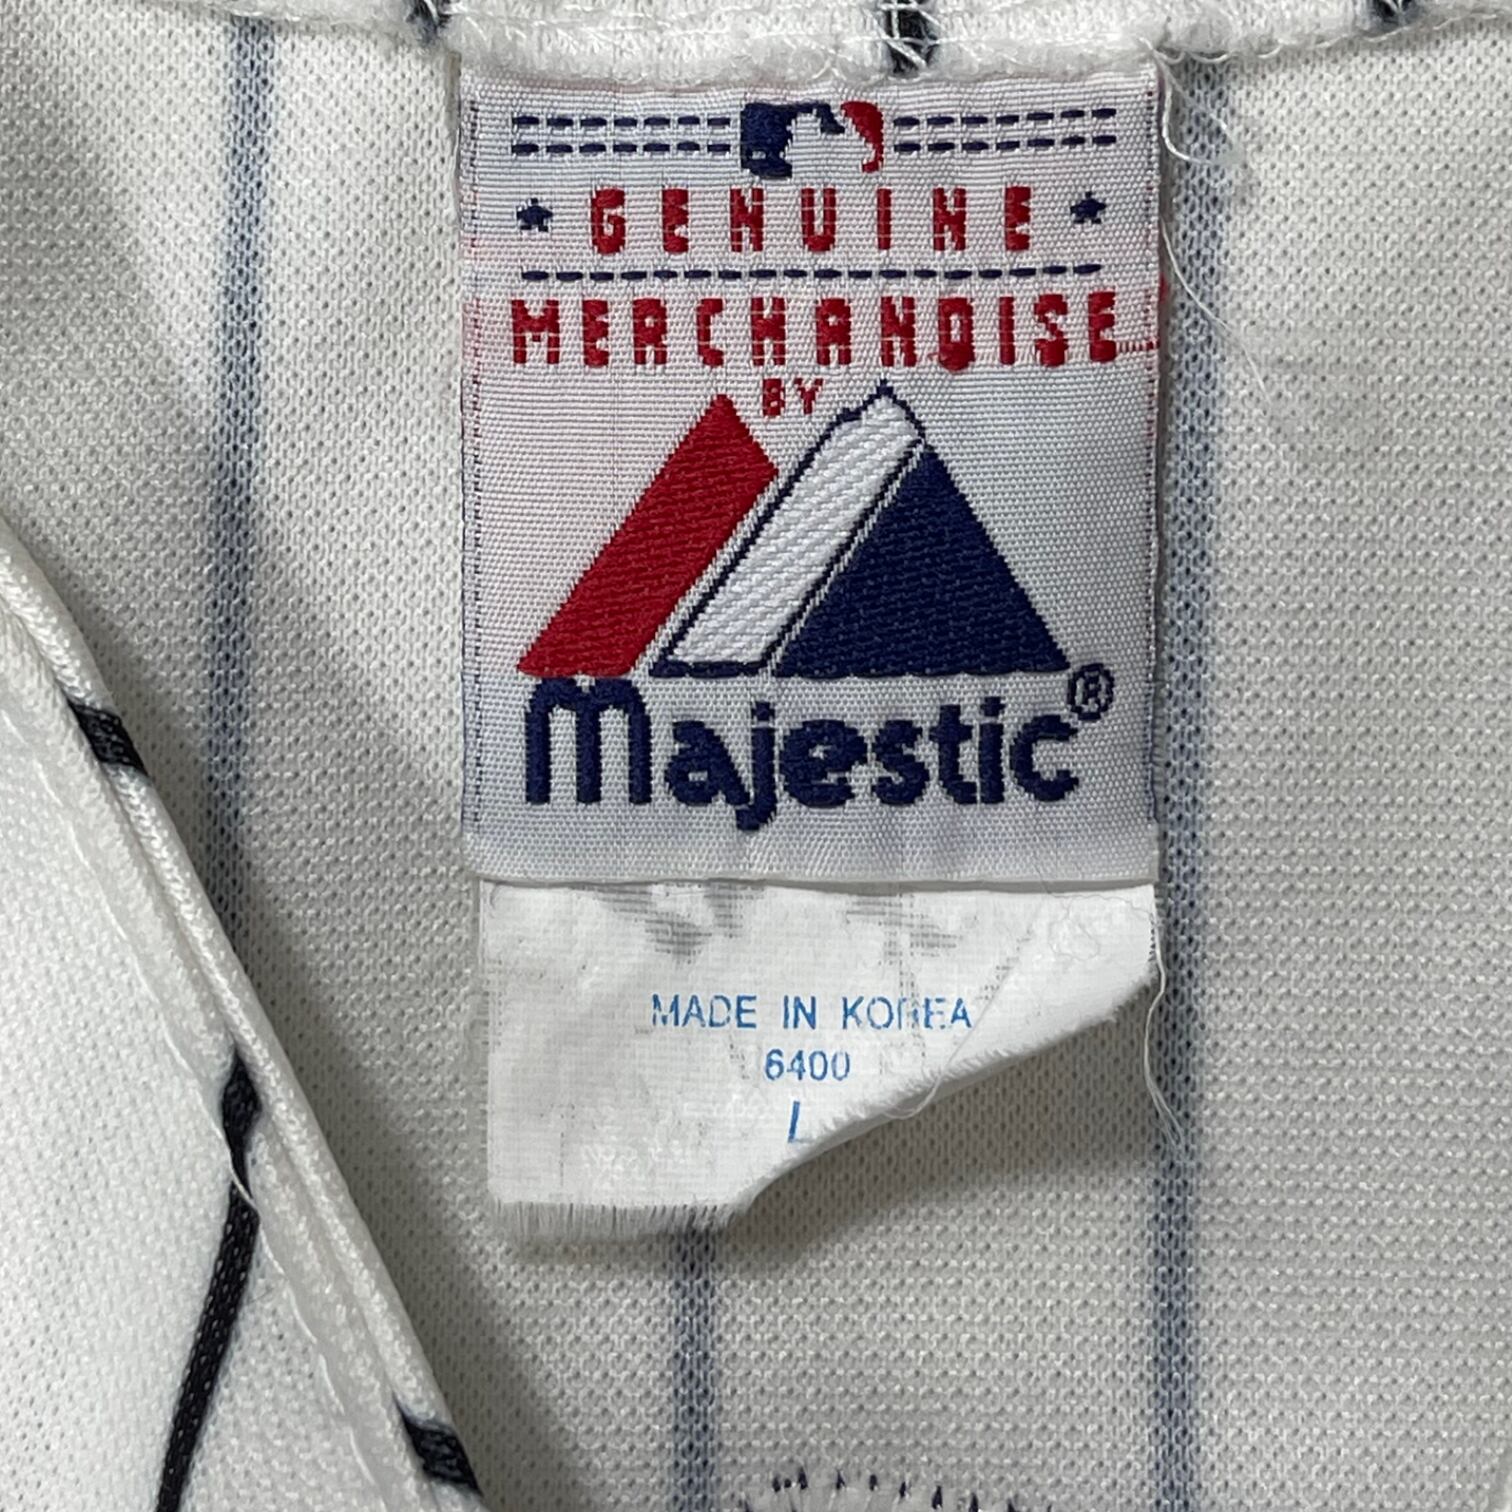 GENUINE
MERCHANDISE
BY
Majestic®
MADE IN KOREA
6400
L